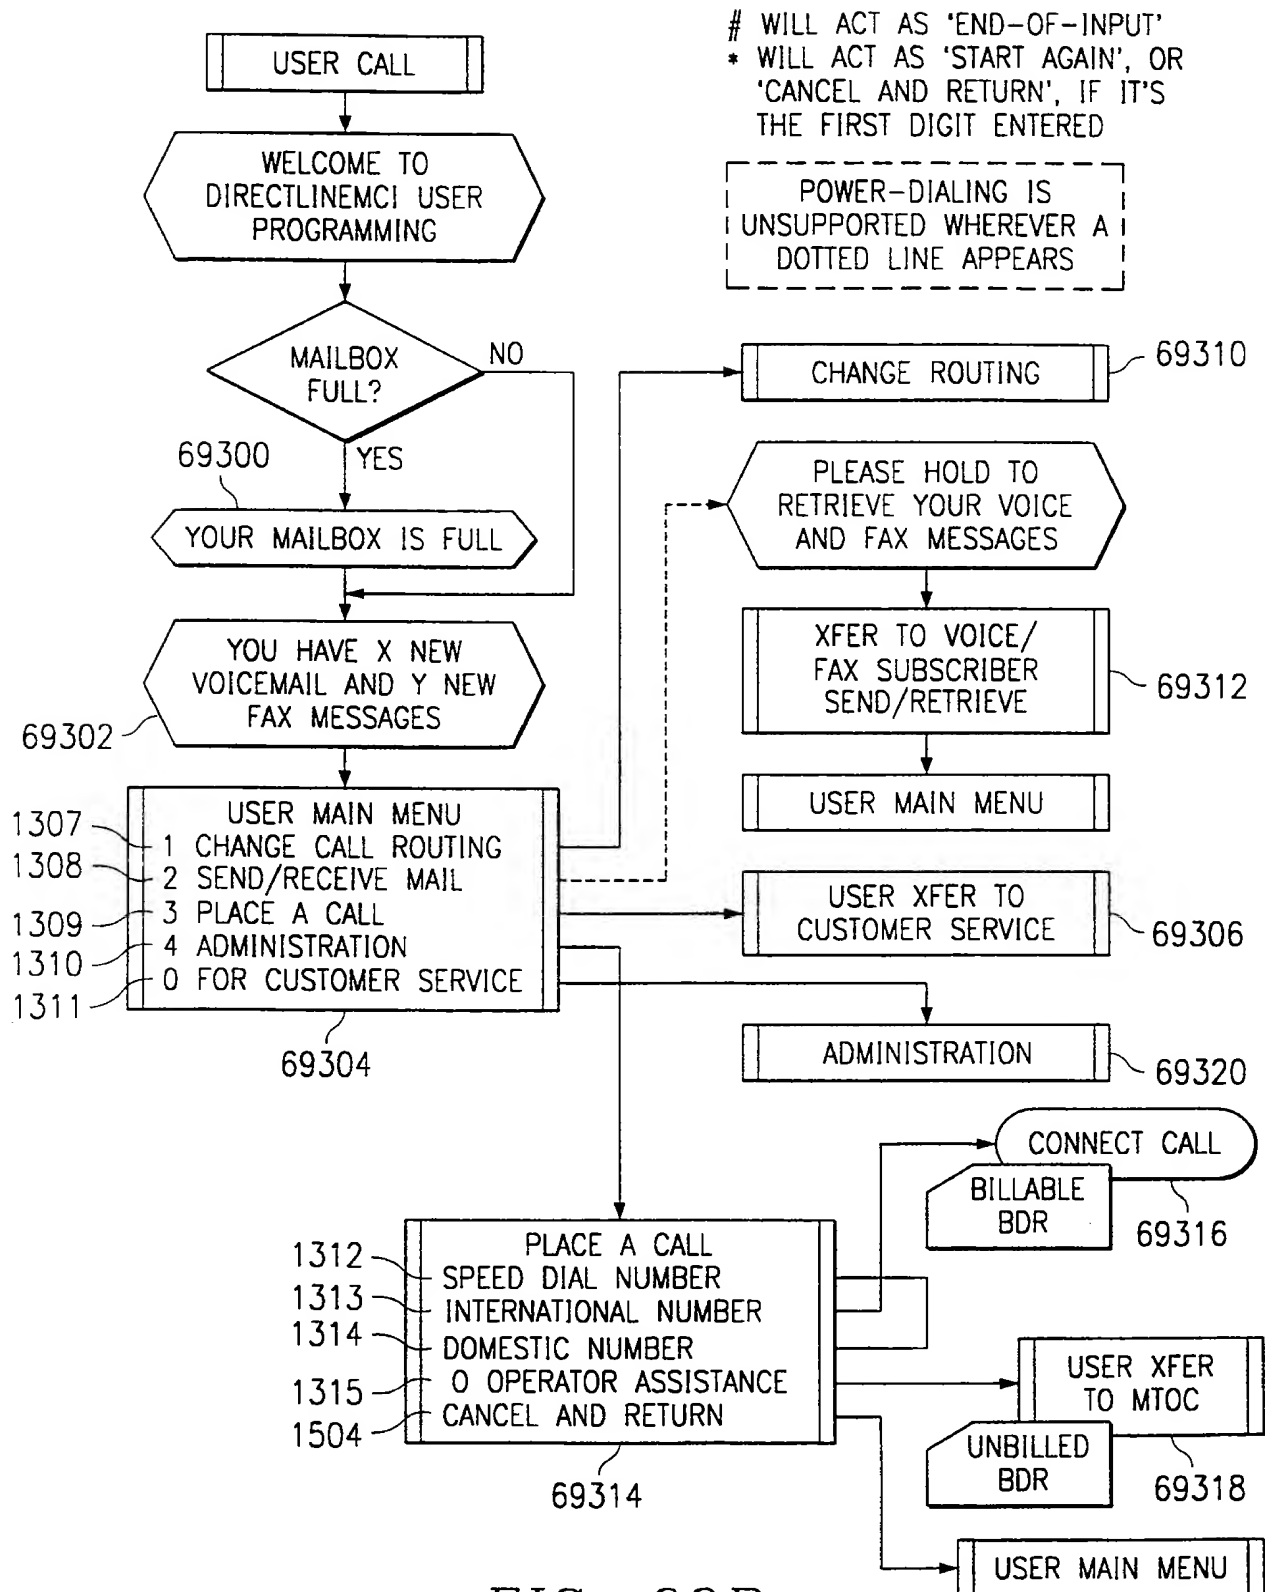 # WILL ACT AS 'END-OF-INPUT'
* WILL ACT AS 'START AGAIN', OR
'CANCEL AND RETURN', IF IT'S
THE FIRST DIGIT ENTERED
POWER-DIALING IS
UNSUPPORTED WHEREVER A
DOTTED LINE APPEARS
USER CALL
WELCOME TO
DIRECTLINEMCI USER
PROGRAMMING
MAILBOX
FULL?
NO
YES
69300
YOUR MAILBOX IS FULL
YOU HAVE X NEW
VOICEMAIL AND Y NEW
FAX MESSAGES
69302
USER MAIN MENU
1307 1 CHANGE CALL ROUTING
1308 2 SEND/RECEIVE MAIL
1309 3 PLACE A CALL
1310 4 ADMINISTRATION
1311 0 FOR CUSTOMER SERVICE
69304
CHANGE ROUTING
69310
PLEASE HOLD TO
RETRIEVE YOUR VOICE
AND FAX MESSAGES
XFER TO VOICE/
FAX SUBSCRIBER
SEND/RETRIEVE
69312
USER MAIN MENU
USER XFER TO
CUSTOMER SERVICE
69306
ADMINISTRATION
69320
CONNECT CALL
BILLABLE
BDR
69316
PLACE A CALL
1312 SPEED DIAL NUMBER
1313 INTERNATIONAL NUMBER
1314 DOMESTIC NUMBER
1315 0 OPERATOR ASSISTANCE
1504 CANCEL AND RETURN
69314
USER XFER
TO MTOC
UNBILLED
BDR
69318
USER MAIN MENU